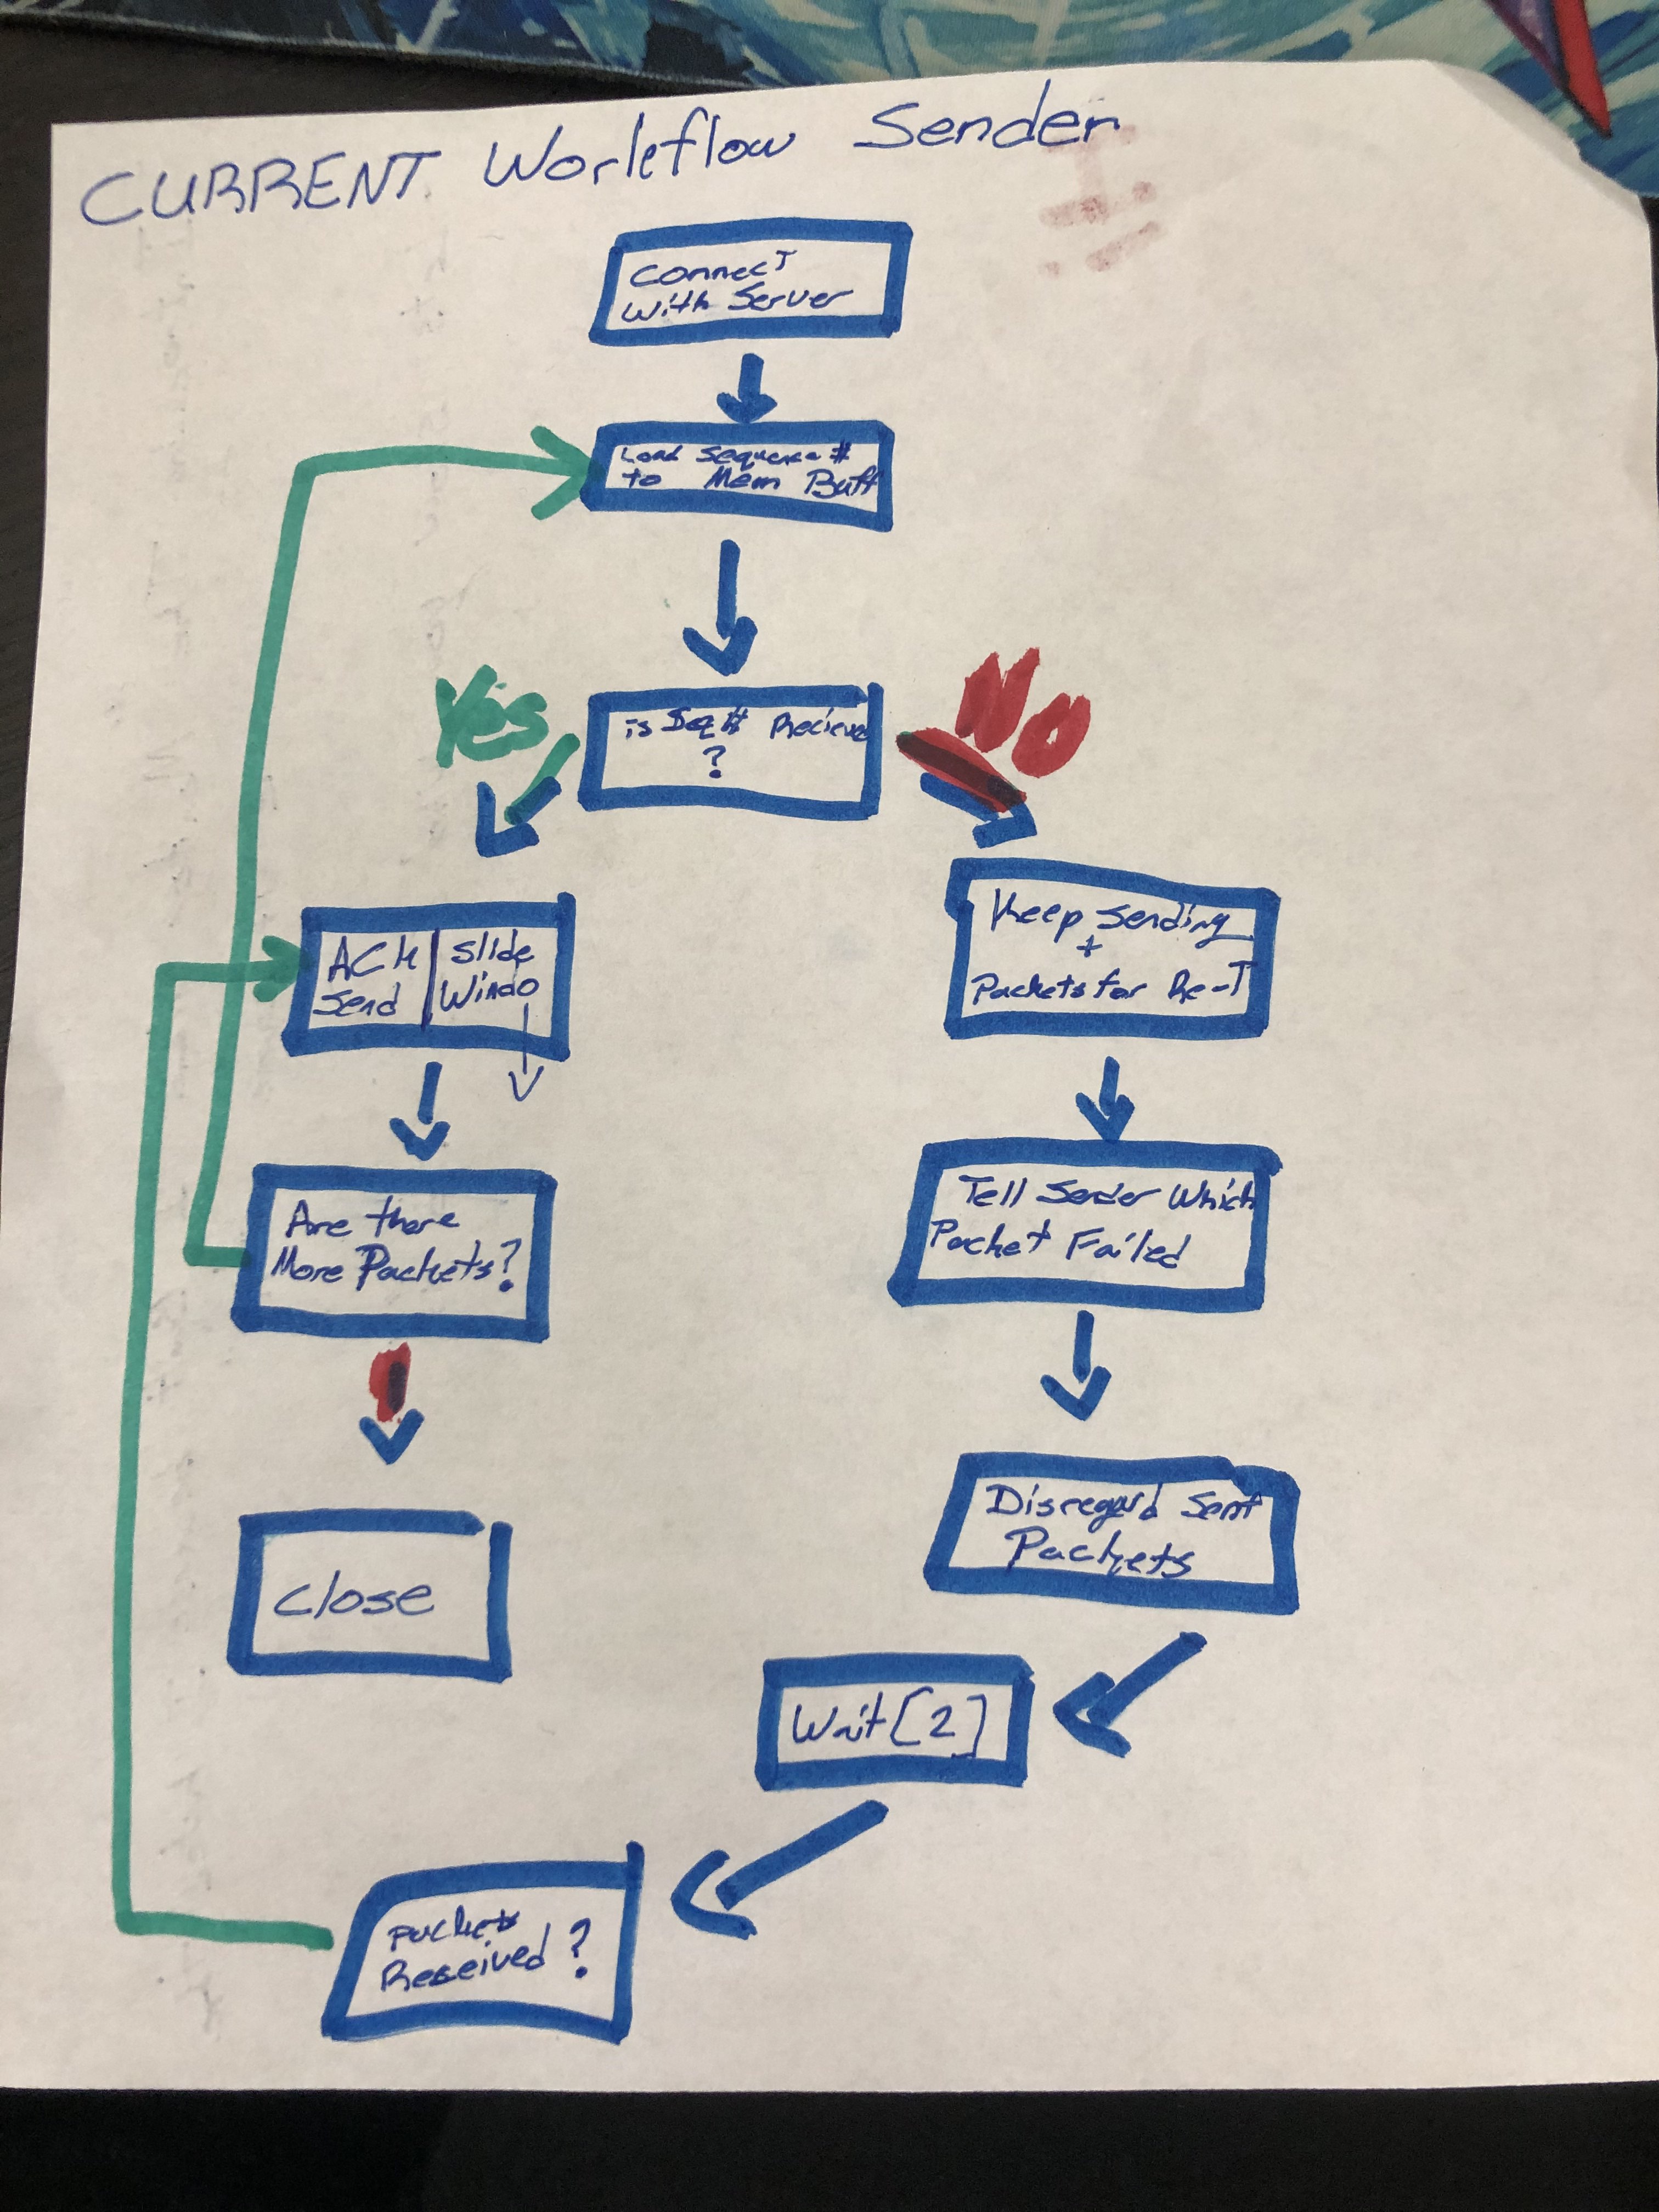 CURRENT Workflow Sender
Connect
With Server
Load Sequence #
to Mem Buff
Yes
is Seq # Recieved
?
NO
ACK
Send
Slide
Windo
Keep Sending
+
Packets for Re-T
Are there
More Packets?
Tell Sender Which
Packet Failed
Disregard Sent
Packets
Close
Wait [2]
Packets
Received?